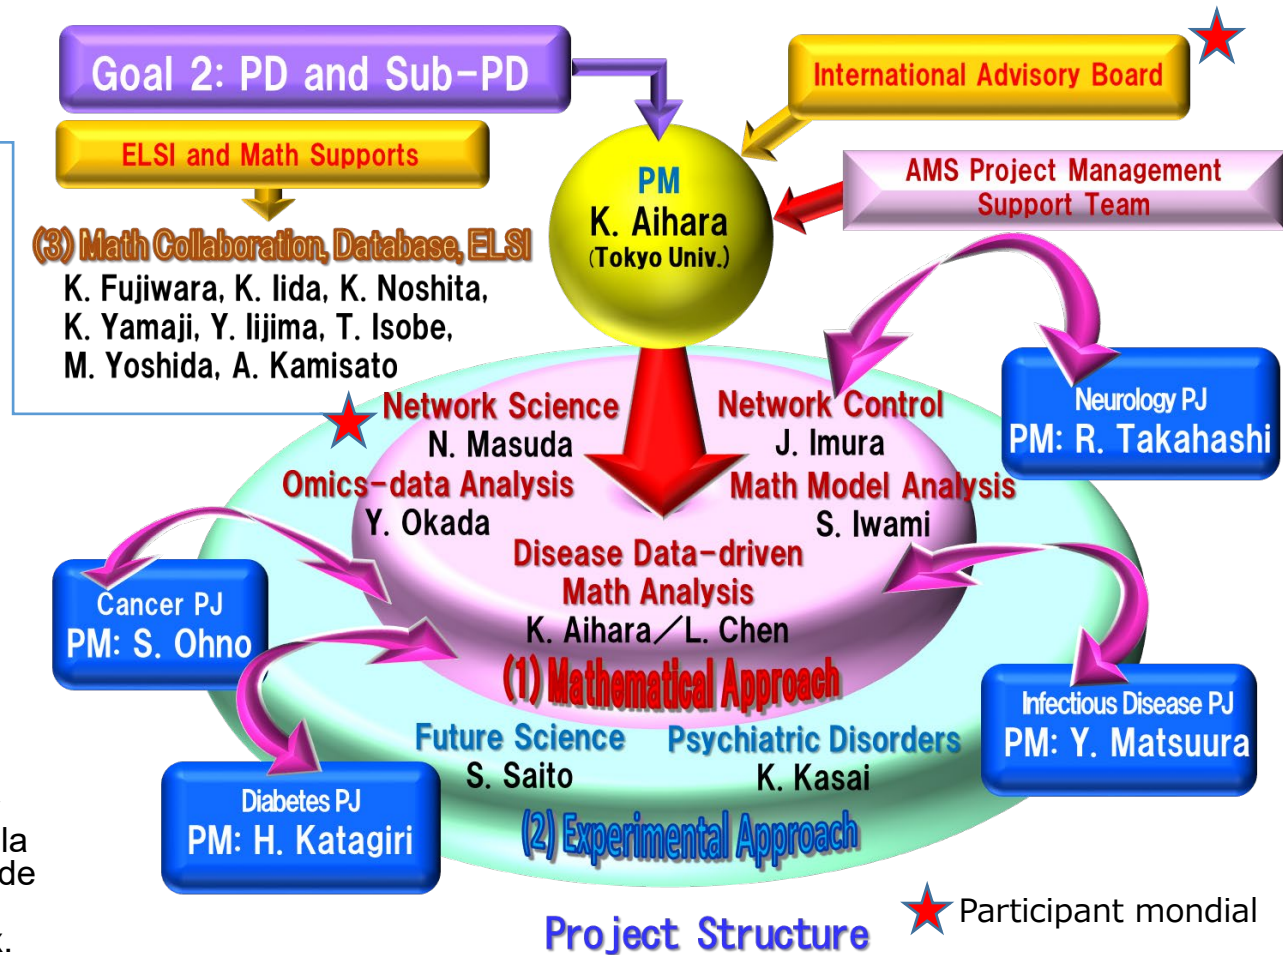 Goal 2: PD and Sub-PD
International Advisory Board
ELSI and Math Supports
AMS Project Management
Support Team
PM
K. Aihara
(Tokyo Univ.)
(3) Math Collaboration, Database, ELSI
K. Fujiwara, K. Iida, K. Noshita,
K. Yamaji, Y. Iijima, T. Isobe,
M. Yoshida, A. Kamisato
Network Science
N. Masuda
Network Control
J. Imura
Neurology PJ
PM: R. Takahashi
Omics-data Analysis
Y. Okada
Math Model Analysis
S. Iwami
Disease Data-driven
Math Analysis
K. Aihara/L. Chen
(1) Mathematical Approach
Cancer PJ
PM: S. Ohno
Infectious Disease PJ
PM: Y. Matsuura
Future Science
S. Saito
Psychiatric Disorders
K. Kasai
Diabetes PJ
PM: H. Katagiri
(2) Experimental Approach
la
de
Participant mondial
Project Structure